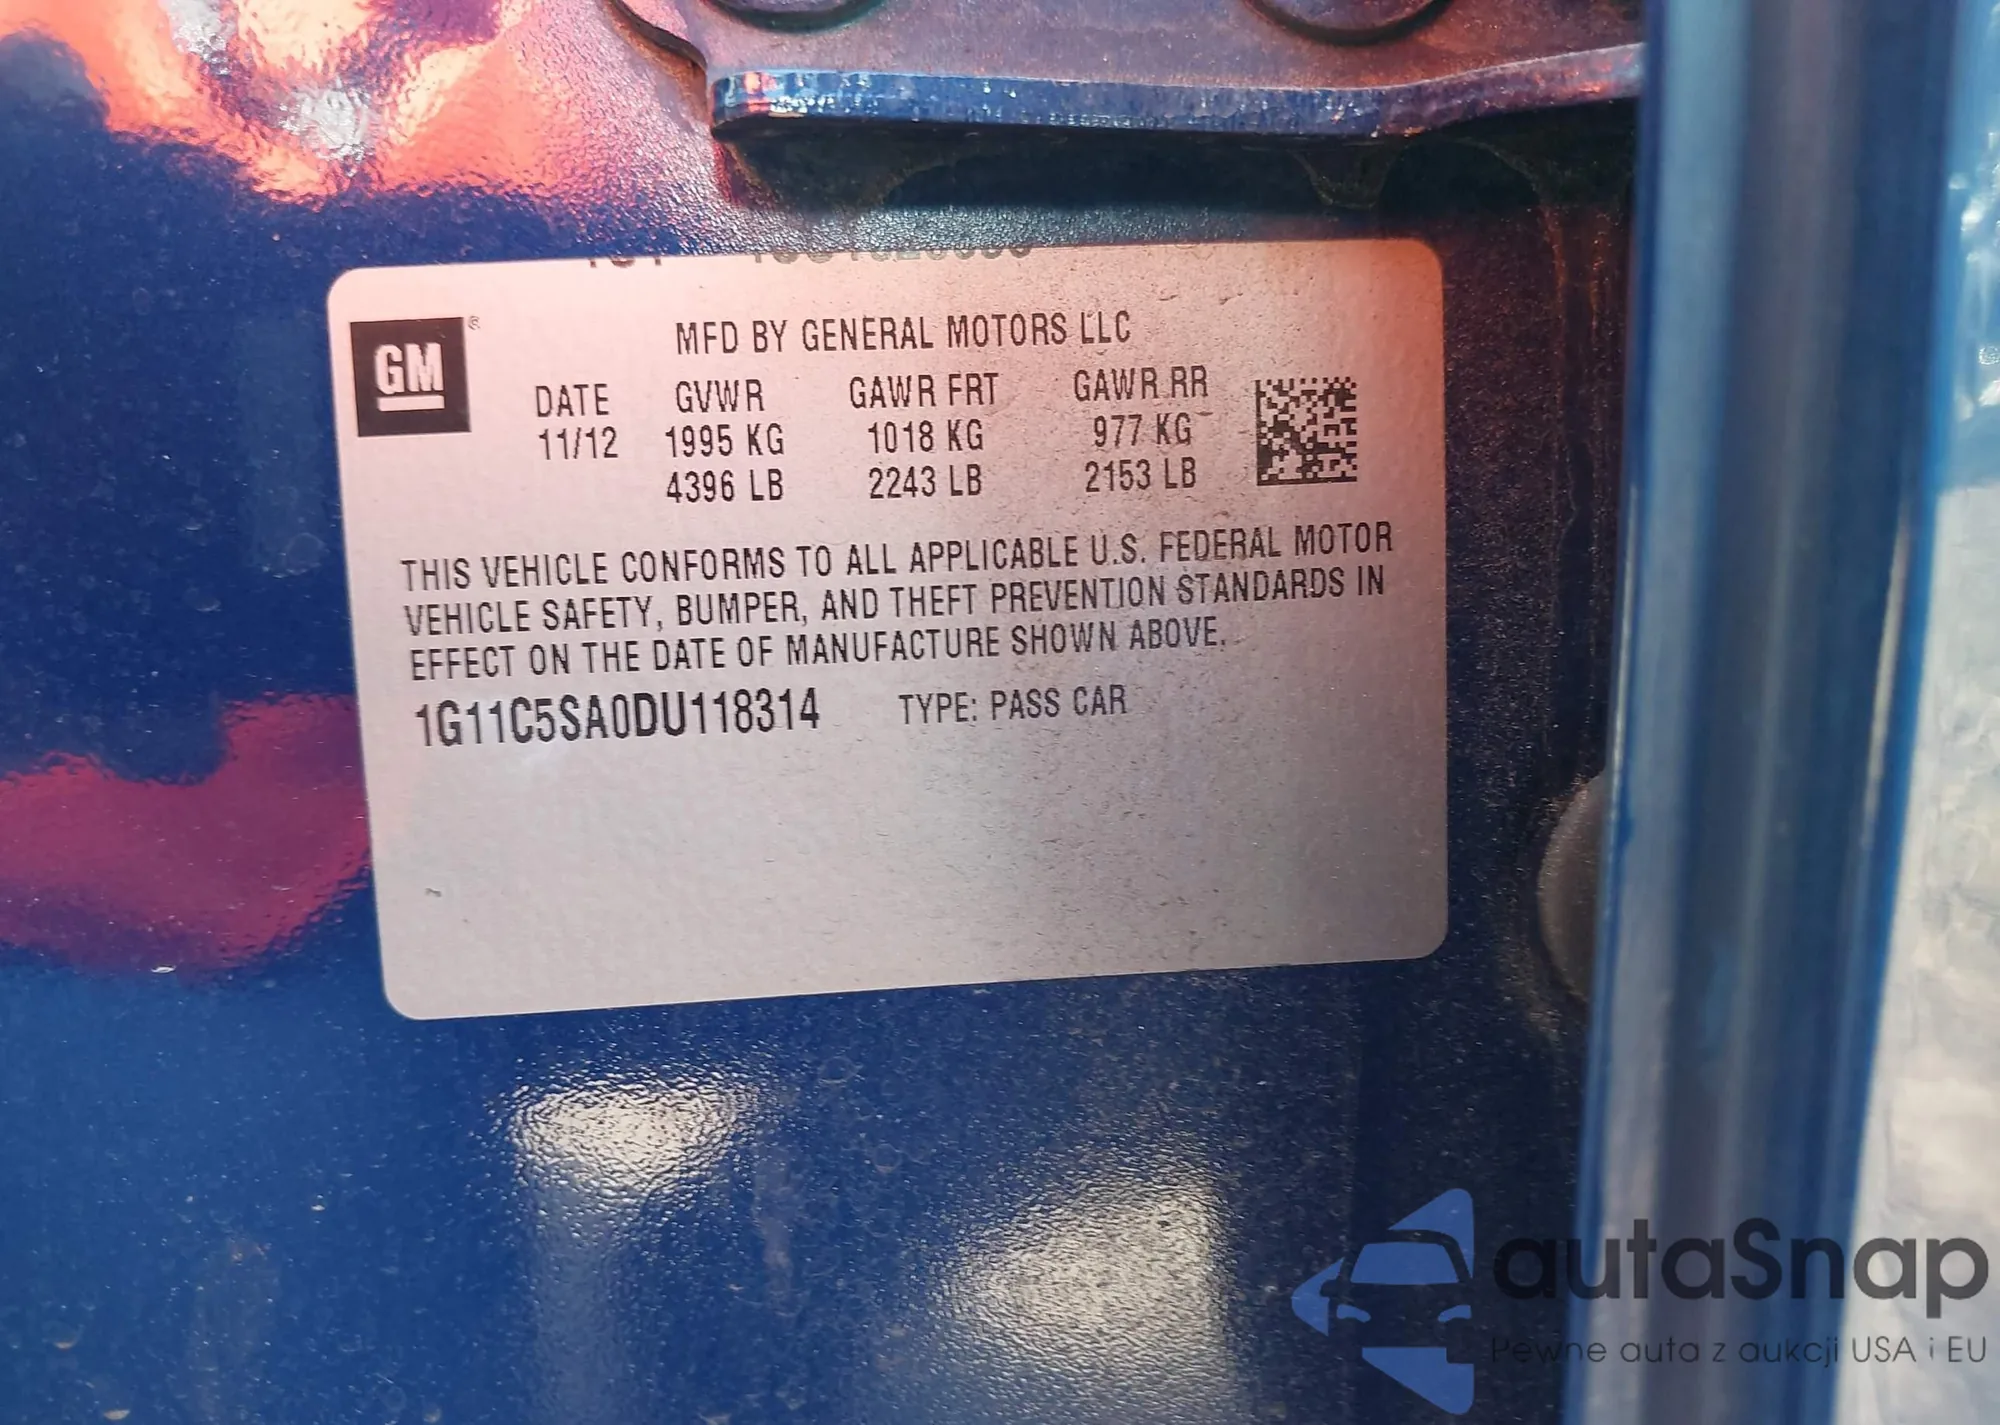 MFD BY GENERAL MOTORS LLC
GM ®
DATE GVWR GAWR FRT GAWR RR
11/12 1995 KG 1018 KG 977 KG
4396 LB 2243 LB 2153 LB
THIS VEHICLE CONFORMS TO ALL APPLICABLE U.S. FEDERAL MOTOR
VEHICLE SAFETY, BUMPER, AND THEFT PREVENTION STANDARDS IN
EFFECT ON THE DATE OF MANUFACTURE SHOWN ABOVE.
1G11C5SA0DU118314 TYPE: PASS CAR
autaSnap
Pewne auta z aukcji USA i EU